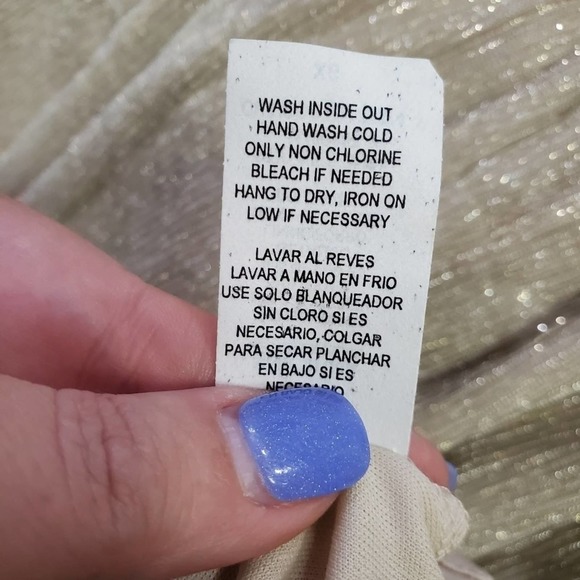 WASH INSIDE OUT
HAND WASH COLD
ONLY NON CHLORINE
BLEACH IF NEEDED
HANG TO DRY, IRON ON
LOW IF NECESSARY
LAVAR AL REVES
LAVAR A MANO EN FRIO
USE SOLO BLANQUEADOR
SIN CLORO SI ES
NECESARIO, COLGAR
PARA SECAR PLANCHAR
EN BAJO SI ES
NECESARIO